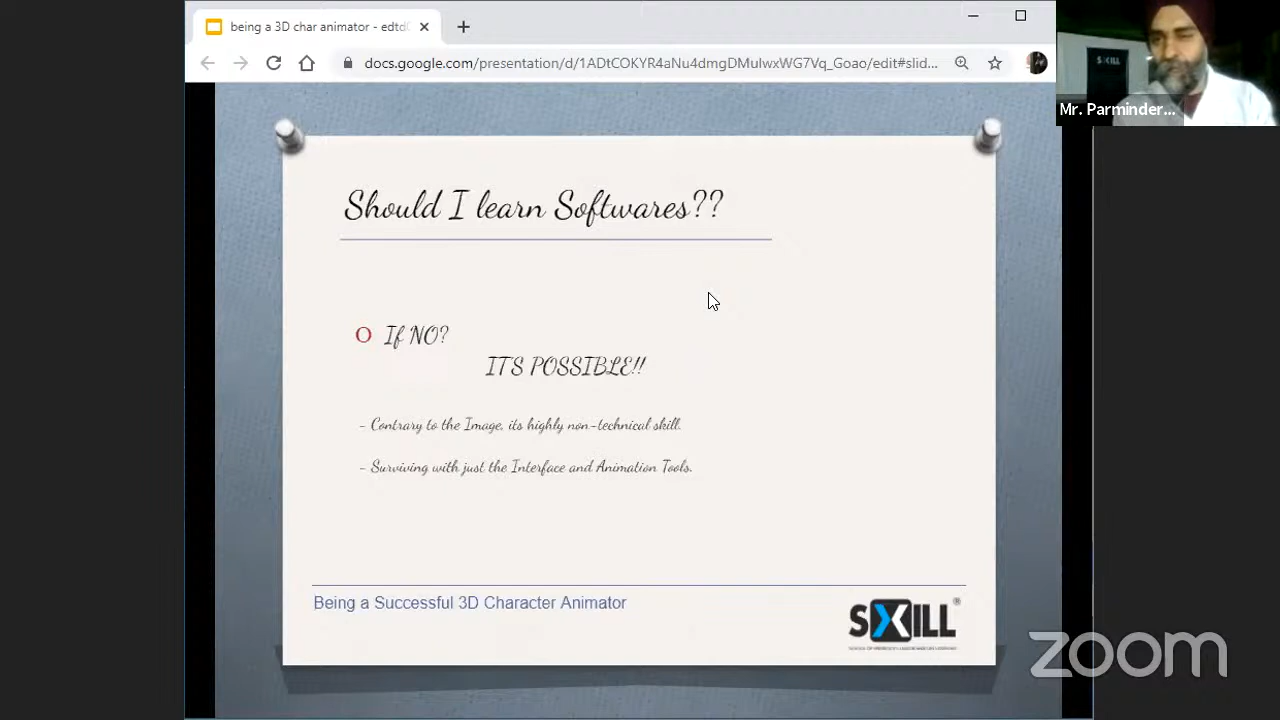 being a 3D char animator - edtd
docs.google.com/presentation/d/1ADtCOKYR4aNu4dmgDMulwxWG7Vq_Goao/edit#slid...
SXILL
Mr. Parminder...
Should I learn Softwares??
O If NO?
IT'S POSSIBLE!!
- Contrary to the Image, its highly non-technical skill.
- Surviving with just the Interface and Animation Tools.
Being a Successful 3D Character Animator
SXILL®
zoom